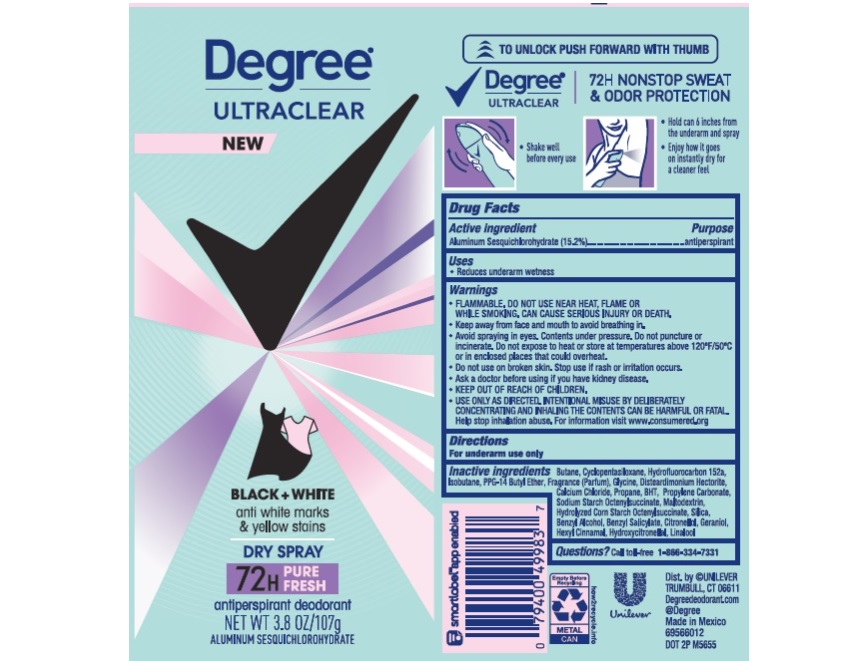 Degree
ULTRACLEAR
NEW
BLACK + WHITE
anti white marks
& yellow stains
DRY SPRAY
72H PURE FRESH
antiperspirant deodorant
NET WT 3.8 OZ/107g
ALUMINUM SESQUICHLOROHYDRATE
TO UNLOCK PUSH FORWARD WITH THUMB
Degree
ULTRACLEAR
72H NONSTOP SWEAT
& ODOR PROTECTION
• Shake well
before every use
• Hold can 6 inches from
the underarm and spray
• Enjoy how it goes
on instantly dry for
a cleaner feel
Drug Facts
Active ingredient Purpose
Aluminum Sesquichlorohydrate (15.2%) antiperspirant
Uses
• Reduces underarm wetness
Warnings
• FLAMMABLE. DO NOT USE NEAR HEAT, FLAME OR
WHILE SMOKING. CAN CAUSE SERIOUS INJURY OR DEATH.
• Keep away from face and mouth to avoid breathing in.
• Avoid spraying in eyes. Contents under pressure. Do not puncture or
incinerate. Do not expose to heat or store at temperatures above 120°F/50°C
or in enclosed places that could overheat.
• Do not use on broken skin. Stop use if rash or irritation occurs.
• Ask a doctor before using if you have kidney disease.
• KEEP OUT OF REACH OF CHILDREN.
• USE ONLY AS DIRECTED. INTENTIONAL MISUSE BY DELIBERATELY
CONCENTRATING AND INHALING THE CONTENTS CAN BE HARMFUL OR FATAL.
Help stop inhalation abuse. For information visit www.consumered.org
Directions
For underarm use only
Inactive ingredients Butane, Cyclopentasiloxane, Hydrofluorocarbon 152a,
Isobutane, PPG-14 Butyl Ether, Fragrance (Parfum), Glycine, Disteardimonium Hectorite,
Calcium Chloride, Propane, BHT, Propylene Carbonate,
Sodium Starch Octenylsuccinate, Maltodextrin,
Hydrolyzed Corn Starch Octenylsuccinate, Silica,
Benzyl Alcohol, Benzyl Salicylate, Citronellol, Geraniol,
Hexyl Cinnamal, Hydroxycitronellal, Linalool
Questions? Call toll-free 1-866-334-7331
smartlabel™ app enabled
0 79400 49983 7
Empty Before
Recycling
METAL
CAN
how2recycle.info
Unilever
Dist. by ©UNILEVER
TRUMBULL, CT 06611
Degreedeodorant.com
@Degree
Made in Mexico
69566012
DOT 2P M5655